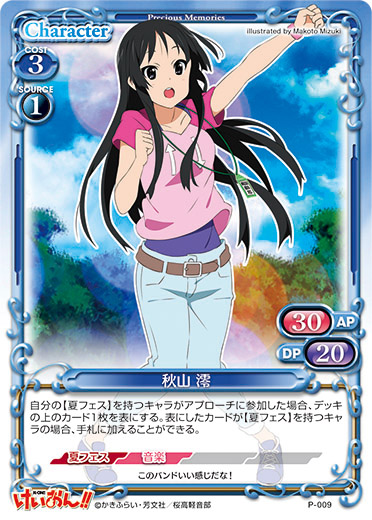 Precious Memories
Character
illustrated by Makoto Mizuki
COST
3
SOURCE
1
30 AP
DP 20
秋山 澪
自分の【夏フェス】を持つキャラがアプローチに参加した場合、デッキ
の上のカード1枚を表にする。表にしたカードが【夏フェス】を持つキャ
ラの場合、手札に加えることができる。
夏フェス 音楽
このバンドいい感じだな！
けいおん!!
©かきふらい・芳文社／桜高軽音部
P-009